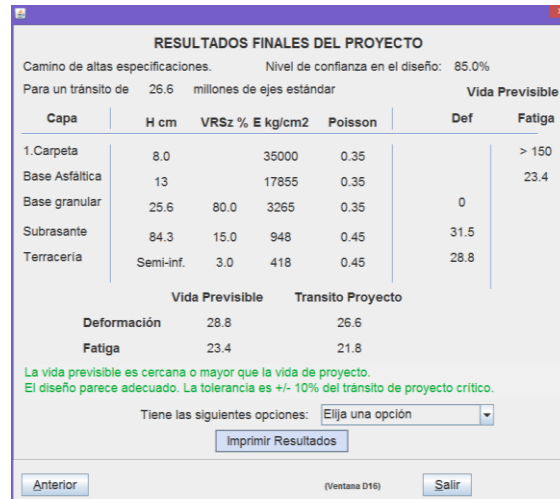 RESULTADOS FINALES DEL PROYECTO
Camino de altas especificaciones. Nivel de confianza en el diseño: 85.0%
Para un tránsito de 26.6 millones de ejes estándar Vida Previsible
Capa H cm VRSz % E kg/cm2 Poisson Def Fatiga
1.Carpeta 8.0 35000 0.35 > 150
Base Asfáltica 13 17855 0.35 23.4
Base granular 25.6 80.0 3265 0.35 0
Subrasante 84.3 15.0 948 0.45 31.5
Terracería Semi-inf. 3.0 418 0.45 28.8
Vida Previsible Transito Proyecto
Deformación 28.8 26.6
Fatiga 23.4 21.8
La vida previsible es cercana o mayor que la vida de proyecto.
El diseño parece adecuado. La tolerancia es +/- 10% del tránsito de proyecto crítico.
Tiene las siguientes opciones: Elija una opción
Imprimir Resultados
Anterior (Ventana D16) Salir